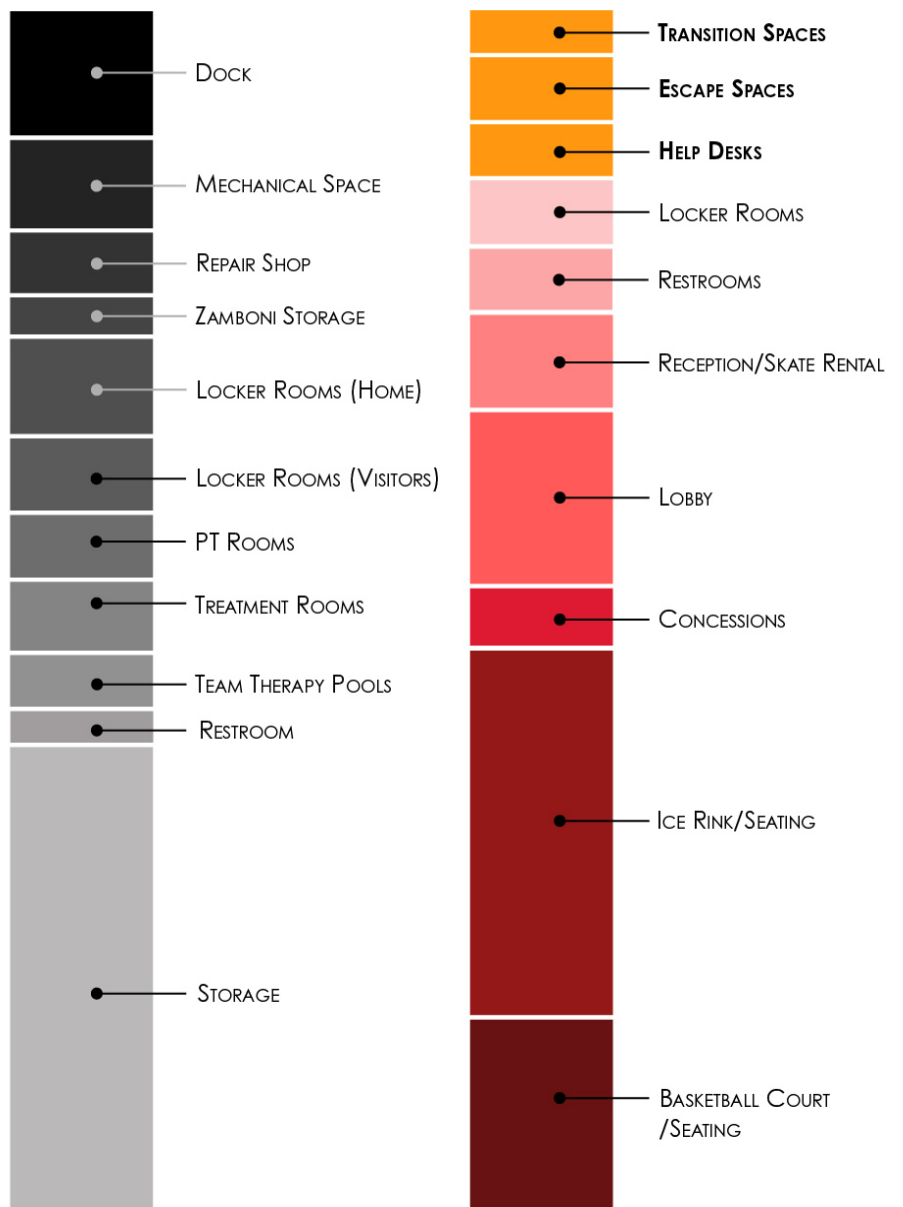 Dock
Mechanical Space
Repair Shop
Zamboni Storage
Locker Rooms (Home)
Locker Rooms (Visitors)
PT Rooms
Treatment Rooms
Team Therapy Pools
Restroom
Storage
Transition Spaces
Escape Spaces
Help Desks
Locker Rooms
Restrooms
Reception/Skate Rental
Lobby
Concessions
Ice Rink/Seating
Basketball Court
/Seating